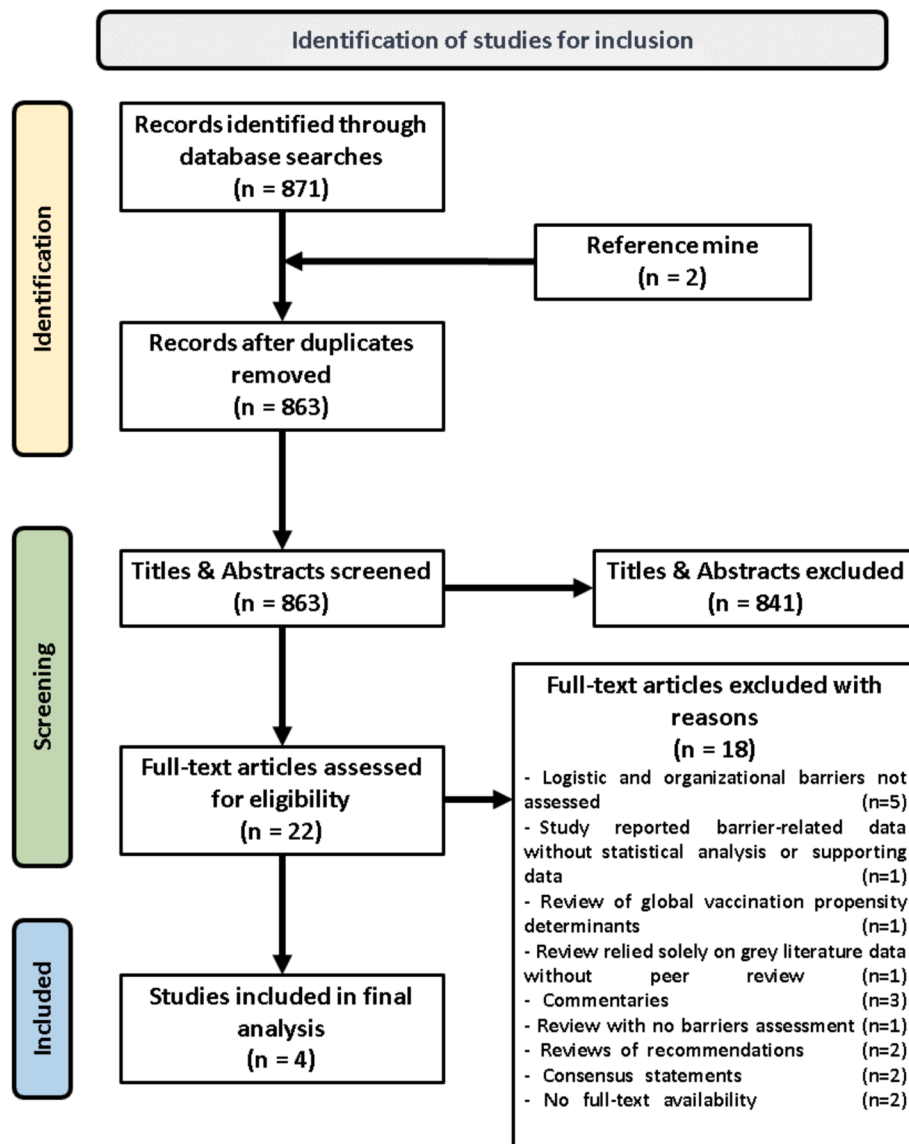 Identification of studies for inclusion
Identification
Records identified through
database searches
(n = 871)
Reference mine
(n = 2)
Records after duplicates
removed
(n = 863)
Screening
Titles & Abstracts screened
(n = 863)
Titles & Abstracts excluded
(n = 841)
Full-text articles assessed
for eligibility
(n = 22)
Full-text articles excluded with
reasons
(n = 18)
- Logistic and organizational barriers not
assessed (n=5)
- Study reported barrier-related data
without statistical analysis or supporting
data (n=1)
- Review of global vaccination propensity
determinants (n=1)
- Review relied solely on grey literature data
without peer review (n=1)
- Commentaries (n=3)
- Review with no barriers assessment (n=1)
- Reviews of recommendations (n=2)
- Consensus statements (n=2)
- No full-text availability (n=2)
Included
Studies included in final
analysis
(n = 4)